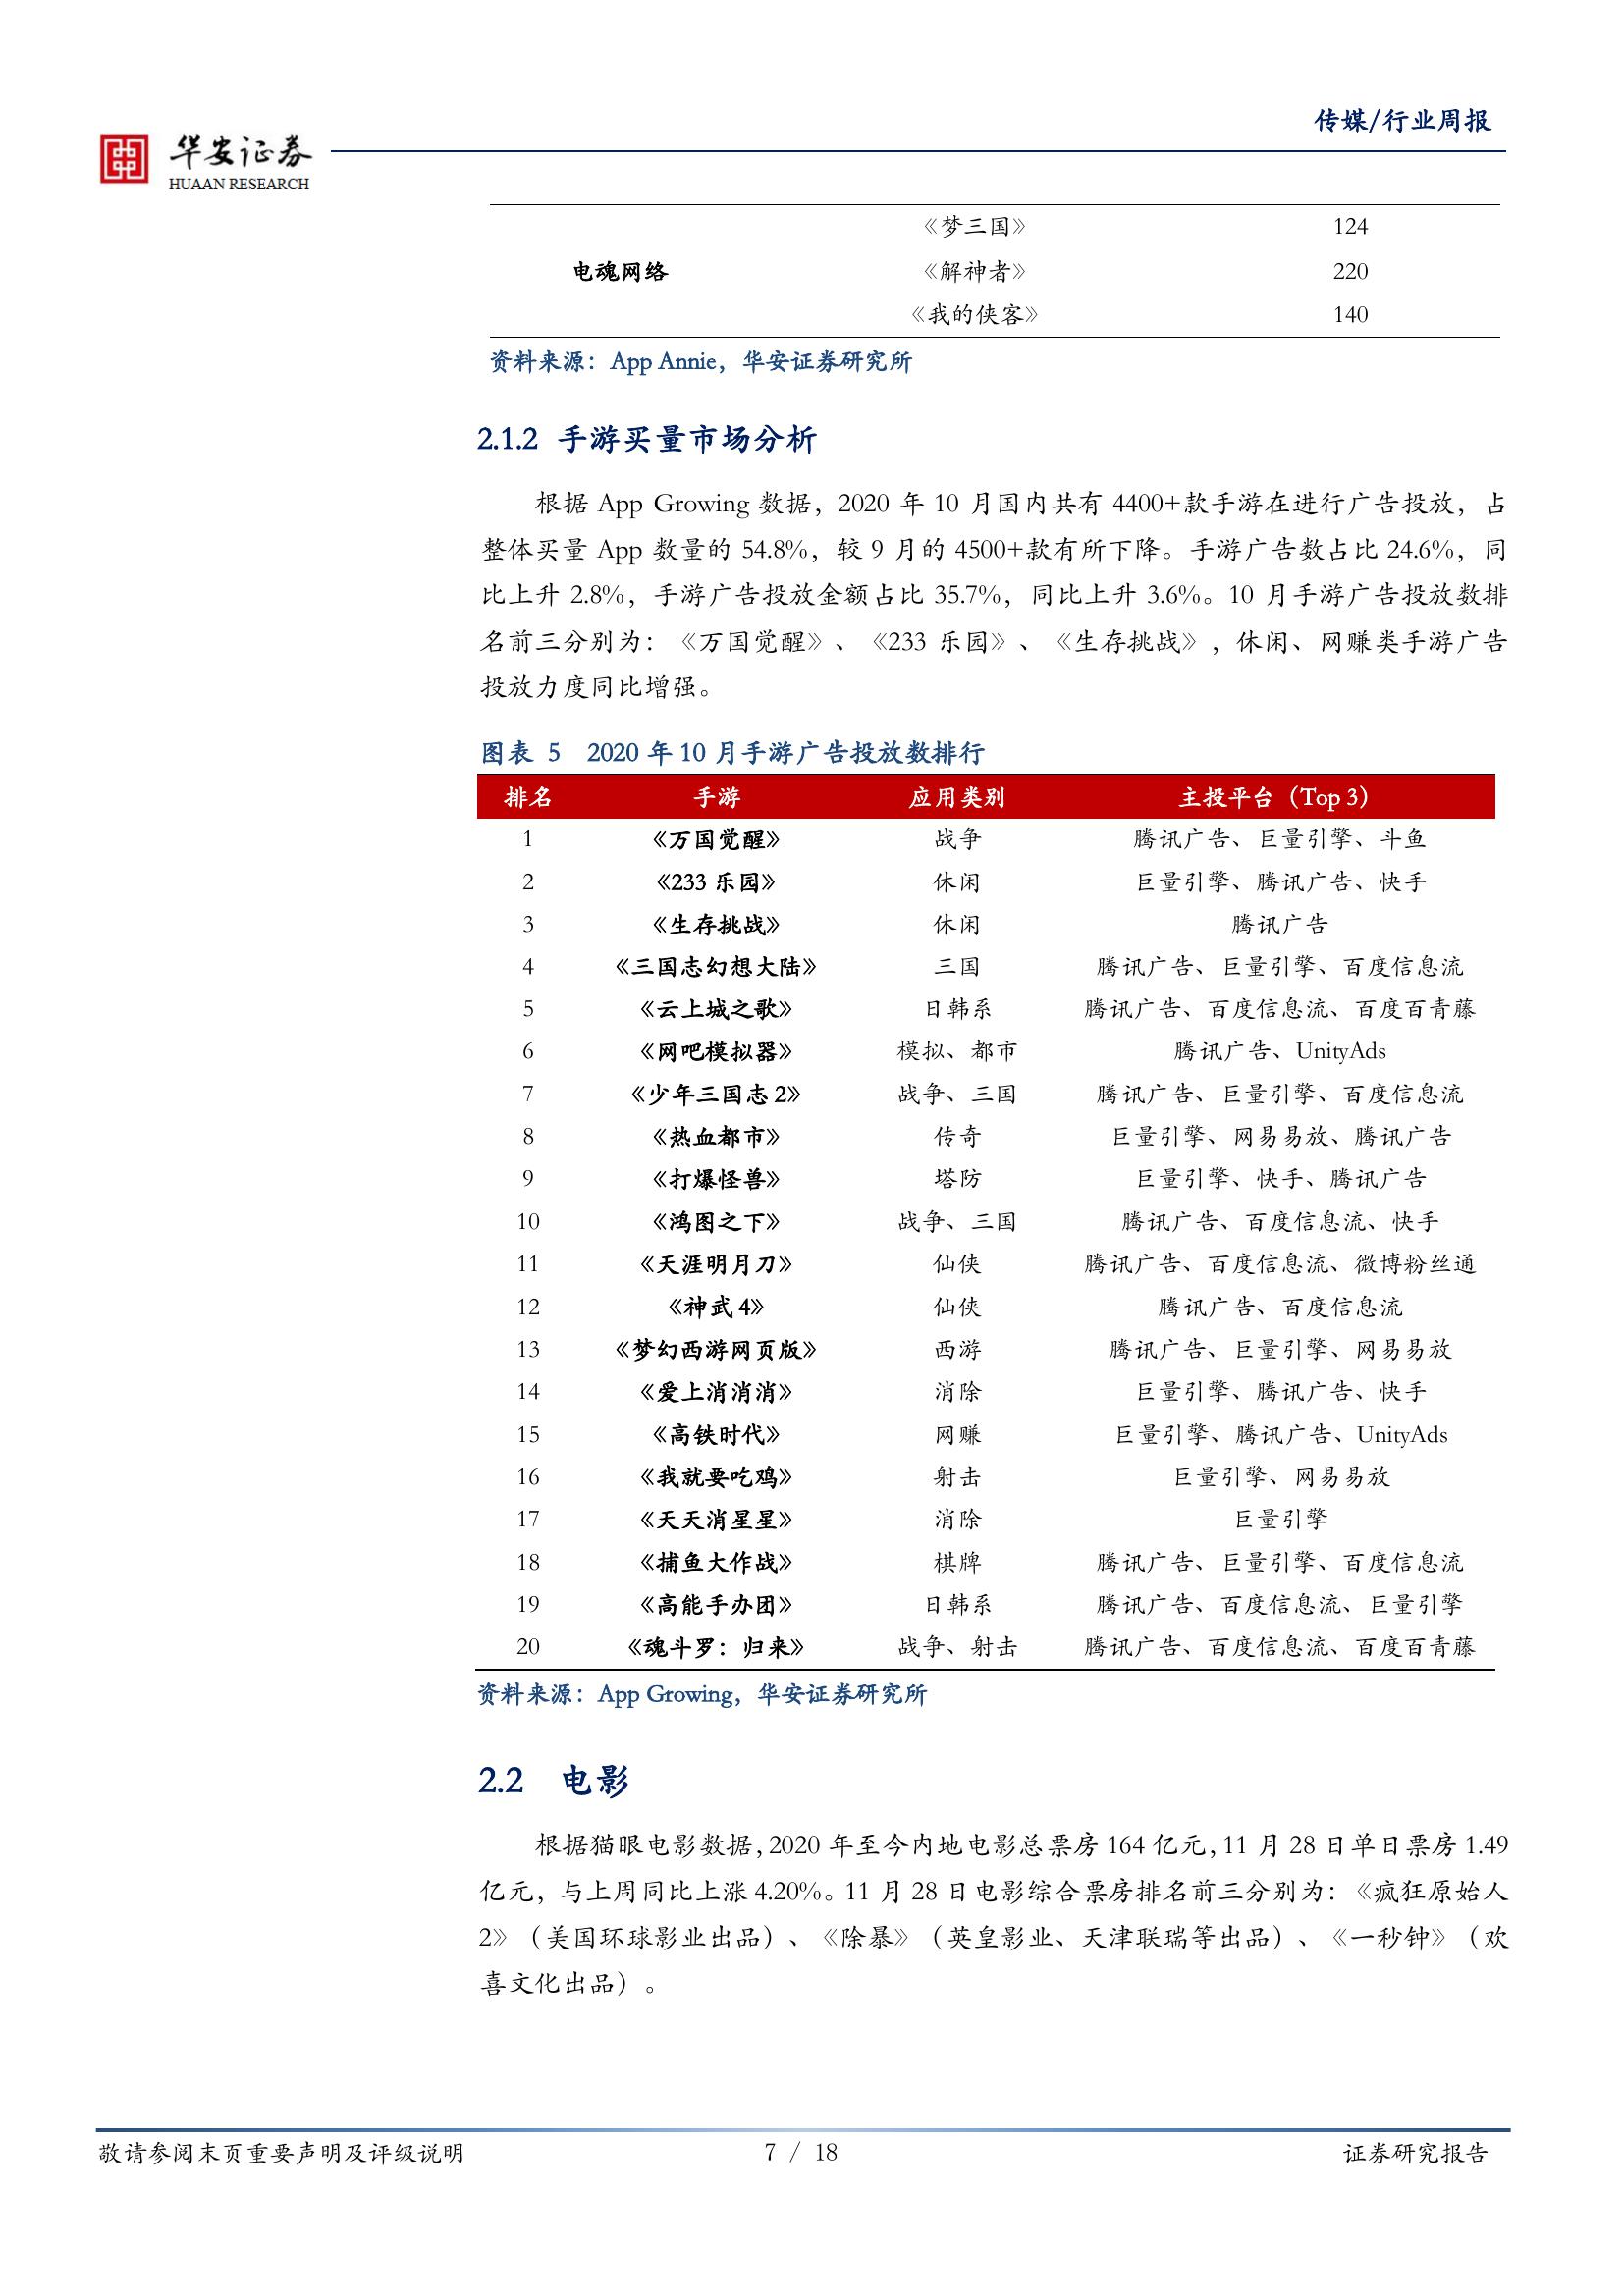 传媒/行业周报
华安证券
HUAAN RESEARCH
《梦三国》 124
电魂网络 《解神者》 220
《我的侠客》 140
资料来源：App Annie，华安证券研究所
2.1.2 手游买量市场分析
根据 App Growing 数据，2020 年 10 月国内共有 4400+款手游在进行广告投放，占
整体买量 App 数量的 54.8%，较 9 月的 4500+款有所下降。手游广告数占比 24.6%，同
比上升 2.8%，手游广告投放金额占比 35.7%，同比上升 3.6%。10 月手游广告投放数排
名前三分别为：《万国觉醒》、《233 乐园》、《生存挑战》，休闲、网赚类手游广告
投放力度同比增强。
图表 5 2020 年 10 月手游广告投放数排行
排名 手游 应用类别 主投平台（Top 3）
1 《万国觉醒》 战争 腾讯广告、巨量引擎、斗鱼
2 《233 乐园》 休闲 巨量引擎、腾讯广告、快手
3 《生存挑战》 休闲 腾讯广告
4 《三国志幻想大陆》 三国 腾讯广告、巨量引擎、百度信息流
5 《云上城之歌》 日韩系 腾讯广告、百度信息流、百度百青藤
6 《网吧模拟器》 模拟、都市 腾讯广告、UnityAds
7 《少年三国志 2》 战争、三国 腾讯广告、巨量引擎、百度信息流
8 《热血都市》 传奇 巨量引擎、网易易放、腾讯广告
9 《打爆怪兽》 塔防 巨量引擎、快手、腾讯广告
10 《鸿图之下》 战争、三国 腾讯广告、百度信息流、快手
11 《天涯明月刀》 仙侠 腾讯广告、百度信息流、微博粉丝通
12 《神武 4》 仙侠 腾讯广告、百度信息流
13 《梦幻西游网页版》 西游 腾讯广告、巨量引擎、网易易放
14 《爱上消消消》 消除 巨量引擎、腾讯广告、快手
15 《高铁时代》 网赚 巨量引擎、腾讯广告、UnityAds
16 《我就要吃鸡》 射击 巨量引擎、网易易放
17 《天天消星星》 消除 巨量引擎
18 《捕鱼大作战》 棋牌 腾讯广告、巨量引擎、百度信息流
19 《高能手办团》 日韩系 腾讯广告、百度信息流、巨量引擎
20 《魂斗罗：归来》 战争、射击 腾讯广告、百度信息流、百度百青藤
资料来源：App Growing，华安证券研究所
2.2 电影
根据猫眼电影数据，2020 年至今内地电影总票房 164 亿元，11 月 28 日单日票房 1.49
亿元，与上周同比上涨 4.20%。11 月 28 日电影综合票房排名前三分别为：《疯狂原始人
2》（美国环球影业出品）、《除暴》（英皇影业、天津联瑞等出品）、《一秒钟》（欢
喜文化出品）。
敬请参阅末页重要声明及评级说明 7 / 18 证券研究报告